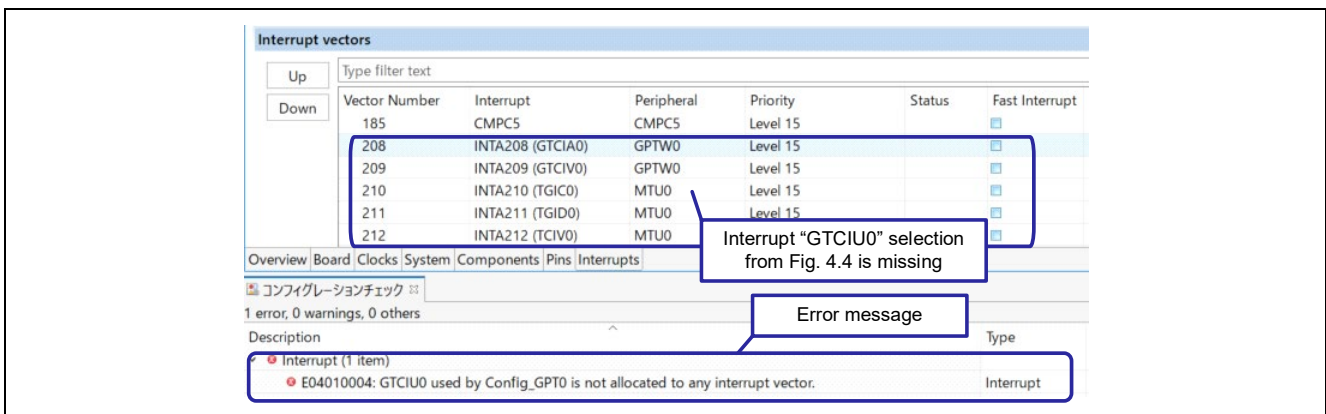 Interrupt vectors
Up
Type filter text
Down
Vector Number Interrupt Peripheral Priority Status Fast Interrupt
185 CMPC5 CMPC5 Level 15
208 INTA208 (GTCIA0) GPTW0 Level 15
209 INTA209 (GTCIV0) GPTW0 Level 15
210 INTA210 (TGIC0) MTU0 Level 15
211 INTA211 (TGID0) MTU0 Level 15
212 INTA212 (TCIV0) MTU0
Interrupt “GTCIU0” selection
from Fig. 4.4 is missing
Overview Board Clocks System Components Pins Interrupts
コンフィグレーションチェック
1 error, 0 warnings, 0 others
Error message
Description Type
Interrupt (1 item)
E04010004: GTCIU0 used by Config_GPT0 is not allocated to any interrupt vector. Interrupt